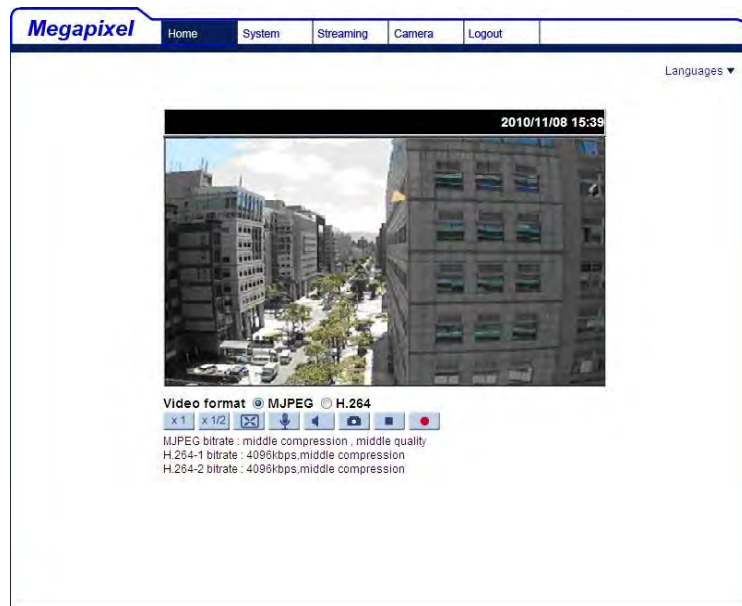 Megapixel
Home System Streaming Camera Logout
Languages ▼
2010/11/08 15:39
Video format MJPEG H.264
x 1 x 1/2
MJPEG bitrate : middle compression , middle quality
H.264-1 bitrate : 4096kbps,middle compression
H.264-2 bitrate : 4096kbps,middle compression